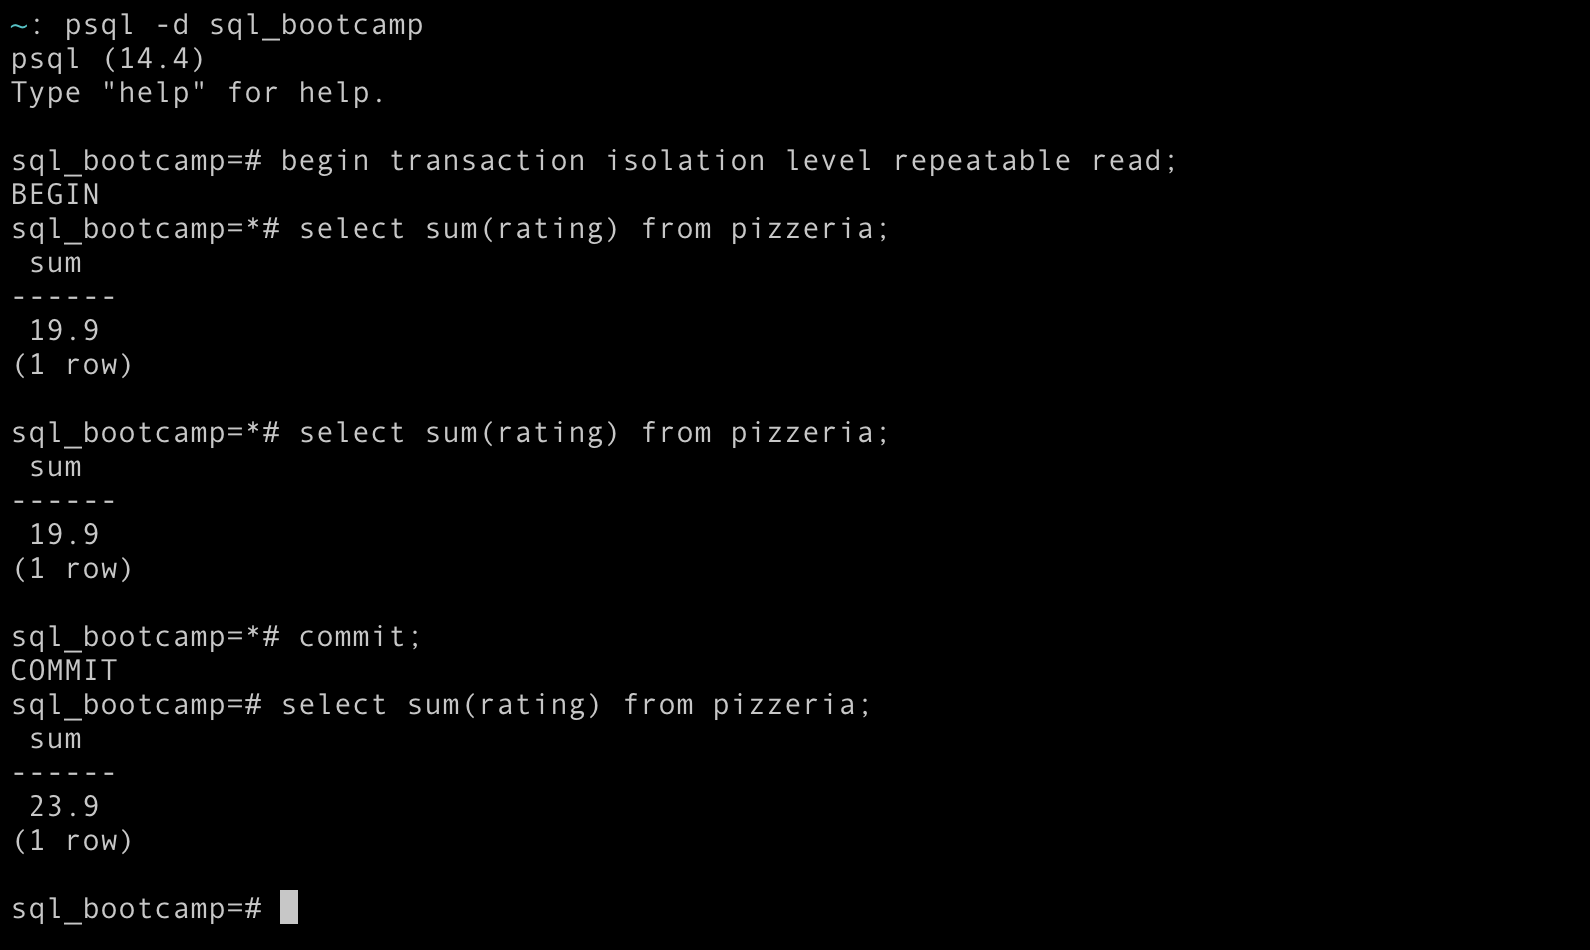 ~: psql -d sql_bootcamp
psql (14.4)
Type "help" for help.

sql_bootcamp=# begin transaction isolation level repeatable read;
BEGIN
sql_bootcamp=*# select sum(rating) from pizzeria;
 sum
------
 19.9
(1 row)

sql_bootcamp=*# select sum(rating) from pizzeria;
 sum
------
 19.9
(1 row)

sql_bootcamp=*# commit;
COMMIT
sql_bootcamp=# select sum(rating) from pizzeria;
 sum
------
 23.9
(1 row)

sql_bootcamp=#